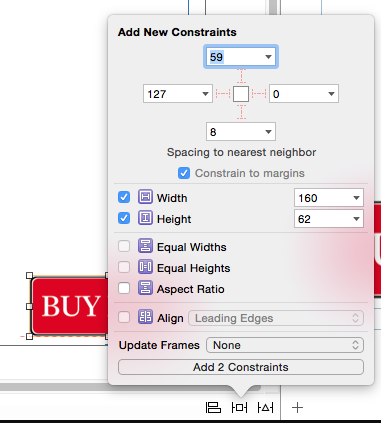 Add New Constraints
59
127 0
8
Spacing to nearest neighbor
Constrain to margins
Width 160
Height 62
Equal Widths
Equal Heights
Aspect Ratio
BUY
Align Leading Edges
Update Frames None
Add 2 Constraints